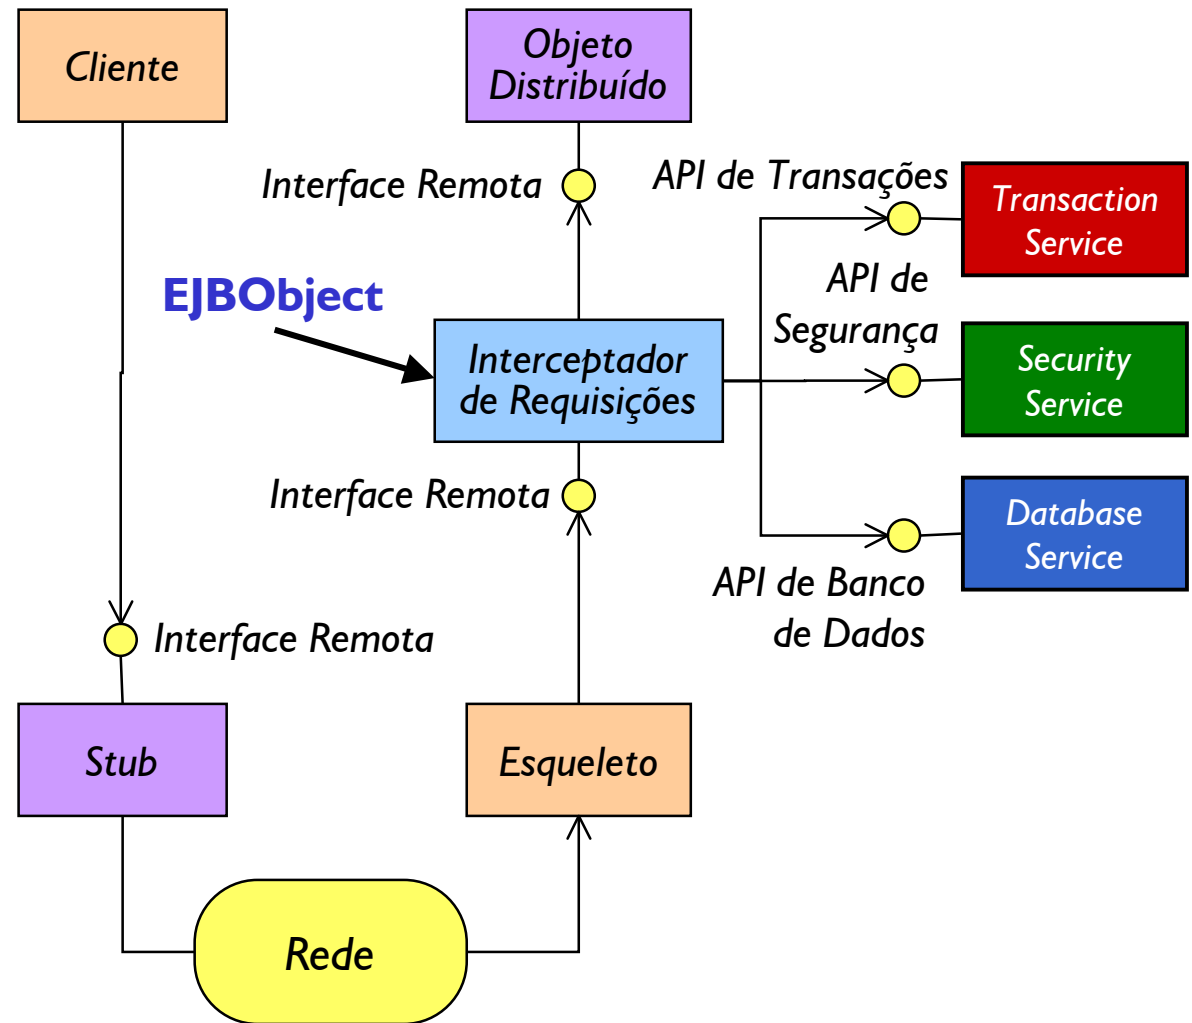 Cliente
Objeto
Distribuído
Interface Remota
API de Transações
Transaction
Service
EJBObject
API de
Segurança
Interceptador
de Requisições
Security
Service
Interface Remota
Database
Service
API de Banco
de Dados
Interface Remota
Stub
Esqueleto
Rede